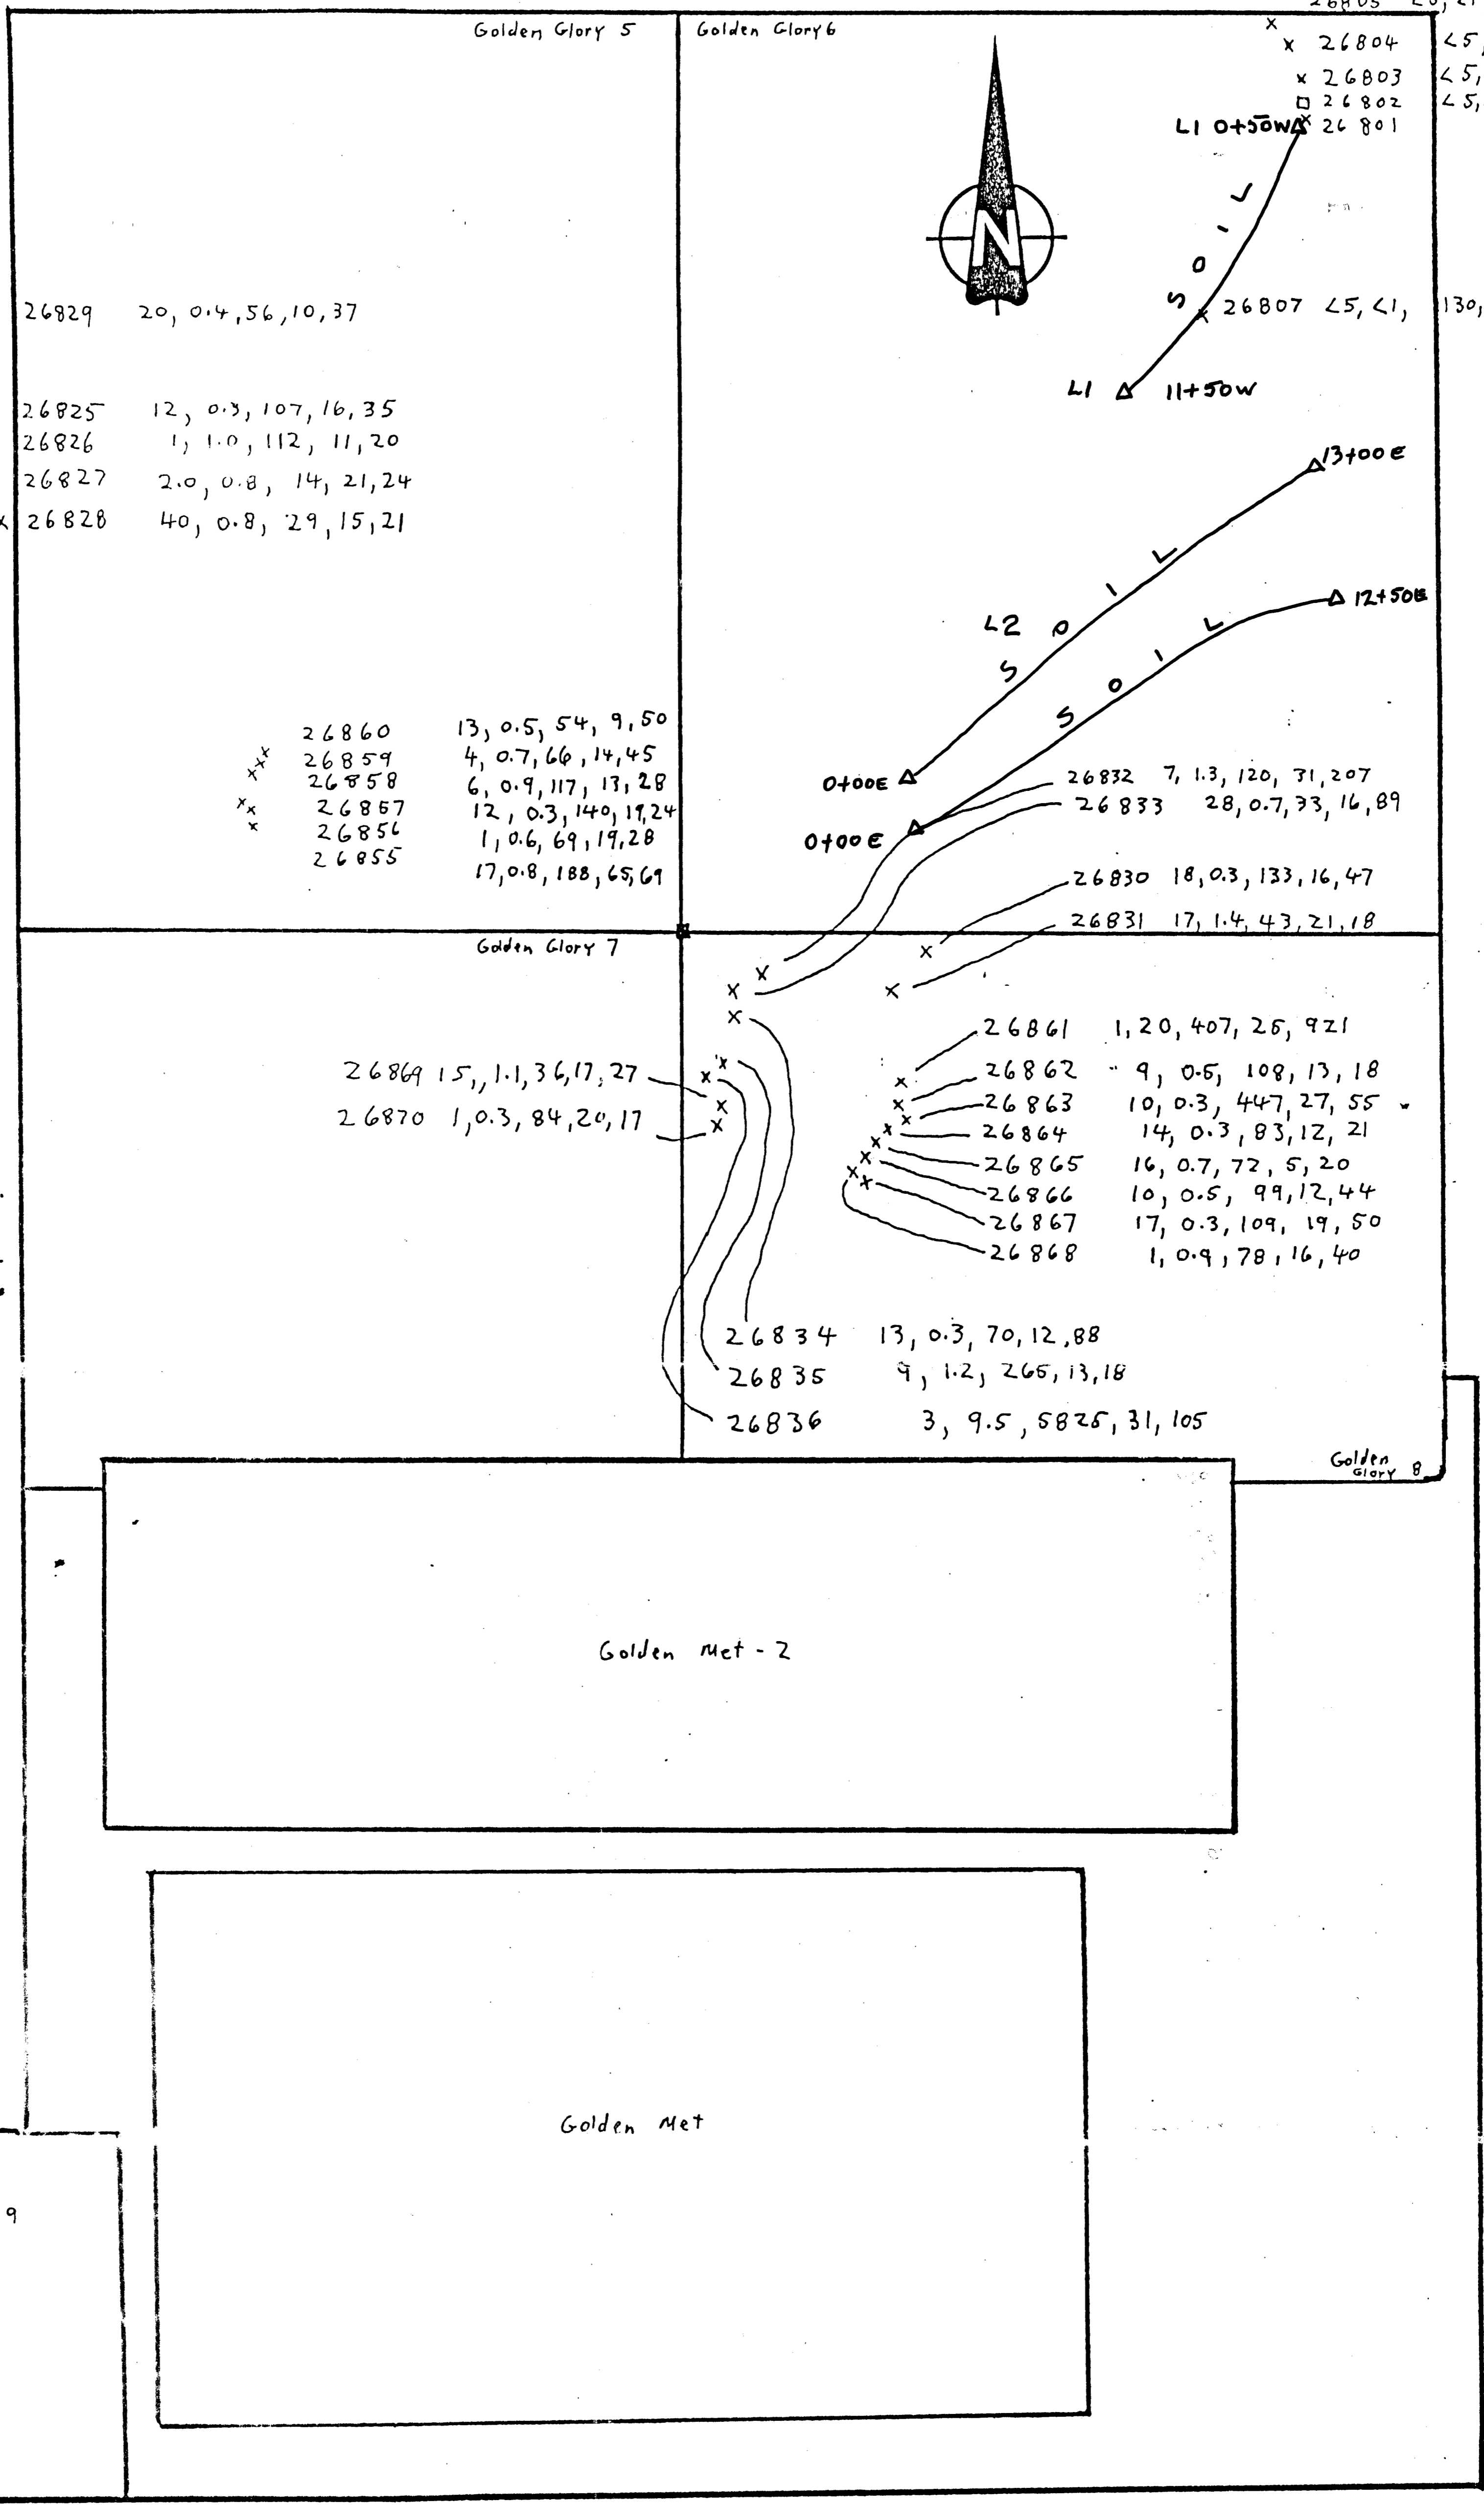 Golden Glory 5
Golden Glory 6
26804 <5,
26803 <5,
26802 <5,
L1 0+50W 26801
SOIL
26829 20, 0.4, 56, 10, 37
26807 <5, <1, 130,
L1 11+50W
26825 12, 0.3, 107, 16, 35
26826 1, 1.0, 112, 11, 20
26827 2.0, 0.8, 14, 21, 24
26828 40, 0.8, 29, 15, 21
13+00E
L2 SOIL
12+50E
SOIL
26860 13, 0.5, 54, 9, 50
26859 4, 0.7, 66, 14, 45
26858 6, 0.9, 117, 13, 28
26857 12, 0.3, 140, 19, 24
26856 1, 0.6, 69, 19, 28
26855 17, 0.8, 188, 65, 69
0+00E
26832 7, 1.3, 120, 31, 207
26833 28, 0.7, 33, 16, 89
0+00E
26830 18, 0.3, 133, 16, 47
26831 17, 1.4, 43, 21, 18
N
Golden Glory 7
26861 1, 20, 407, 25, 921
26869 15,, 1.1, 36, 17, 27
26862 9, 0.5, 108, 13, 18
26863 10, 0.3, 447, 27, 55
26870 1, 0.3, 84, 20, 17
26864 14, 0.3, 83, 12, 21
26865 16, 0.7, 72, 5, 20
26866 10, 0.5, 99, 12, 44
26867 17, 0.3, 109, 19, 50
26868 1, 0.9, 78, 16, 40
26834 13, 0.3, 70, 12, 88
26835 9, 1.2, 265, 13, 18
26836 3, 9.5, 5825, 31, 105
Golden
Glory 8
Golden Met - 2
Golden Met
9